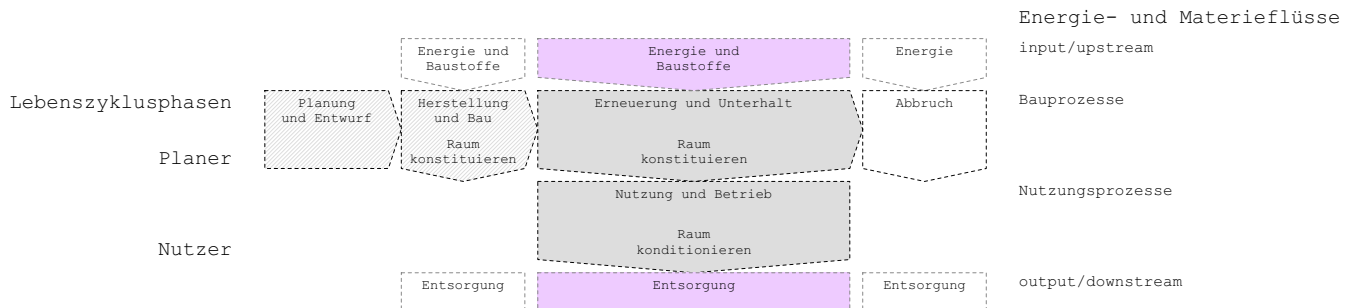 Energie- und Materieflüsse
Energie und
Baustoffe
Energie und
Baustoffe
Energie
input/upstream
Lebenszyklusphasen
Planung
und Entwurf
Herstellung
und Bau
Erneuerung und Unterhalt
Abbruch
Bauprozesse
Planer
Raum
konstituieren
Raum
konstituieren
Nutzung und Betrieb
Nutzungsprozesse
Nutzer
Raum
konditionieren
Entsorgung
Entsorgung
Entsorgung
output/downstream